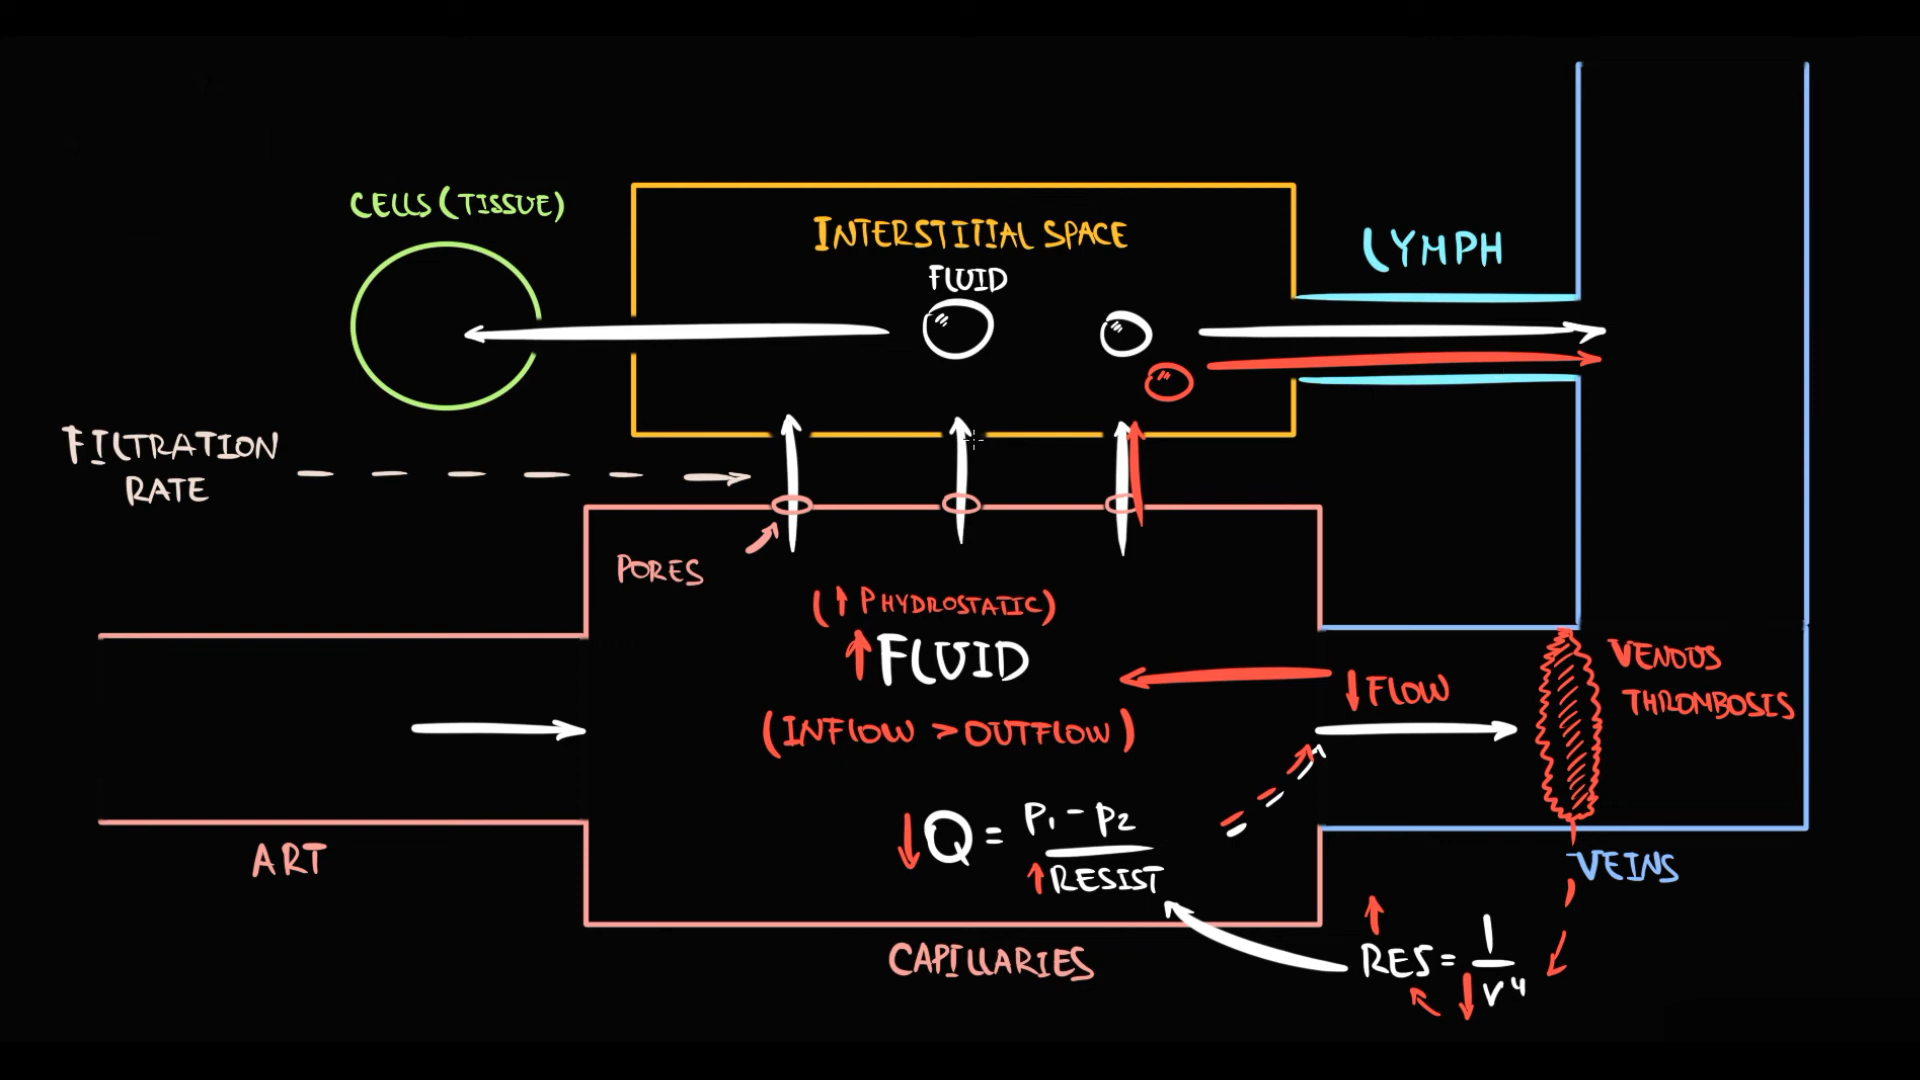 CELLS (TISSUE)
INTERSTITIAL SPACE
FLUID
LYMPH
FILTRATION
RATE
PORES
(↑ PHYDROSTATIC)
↑ FLUID
(INFLOW > OUTFLOW)
↓ FLOW
VENOUS
THROMBOSIS
↓ Q = P1 - P2
↑ RESIST
ART
VEINS
CAPILLARIES
↑
RES = 1
↓ r4